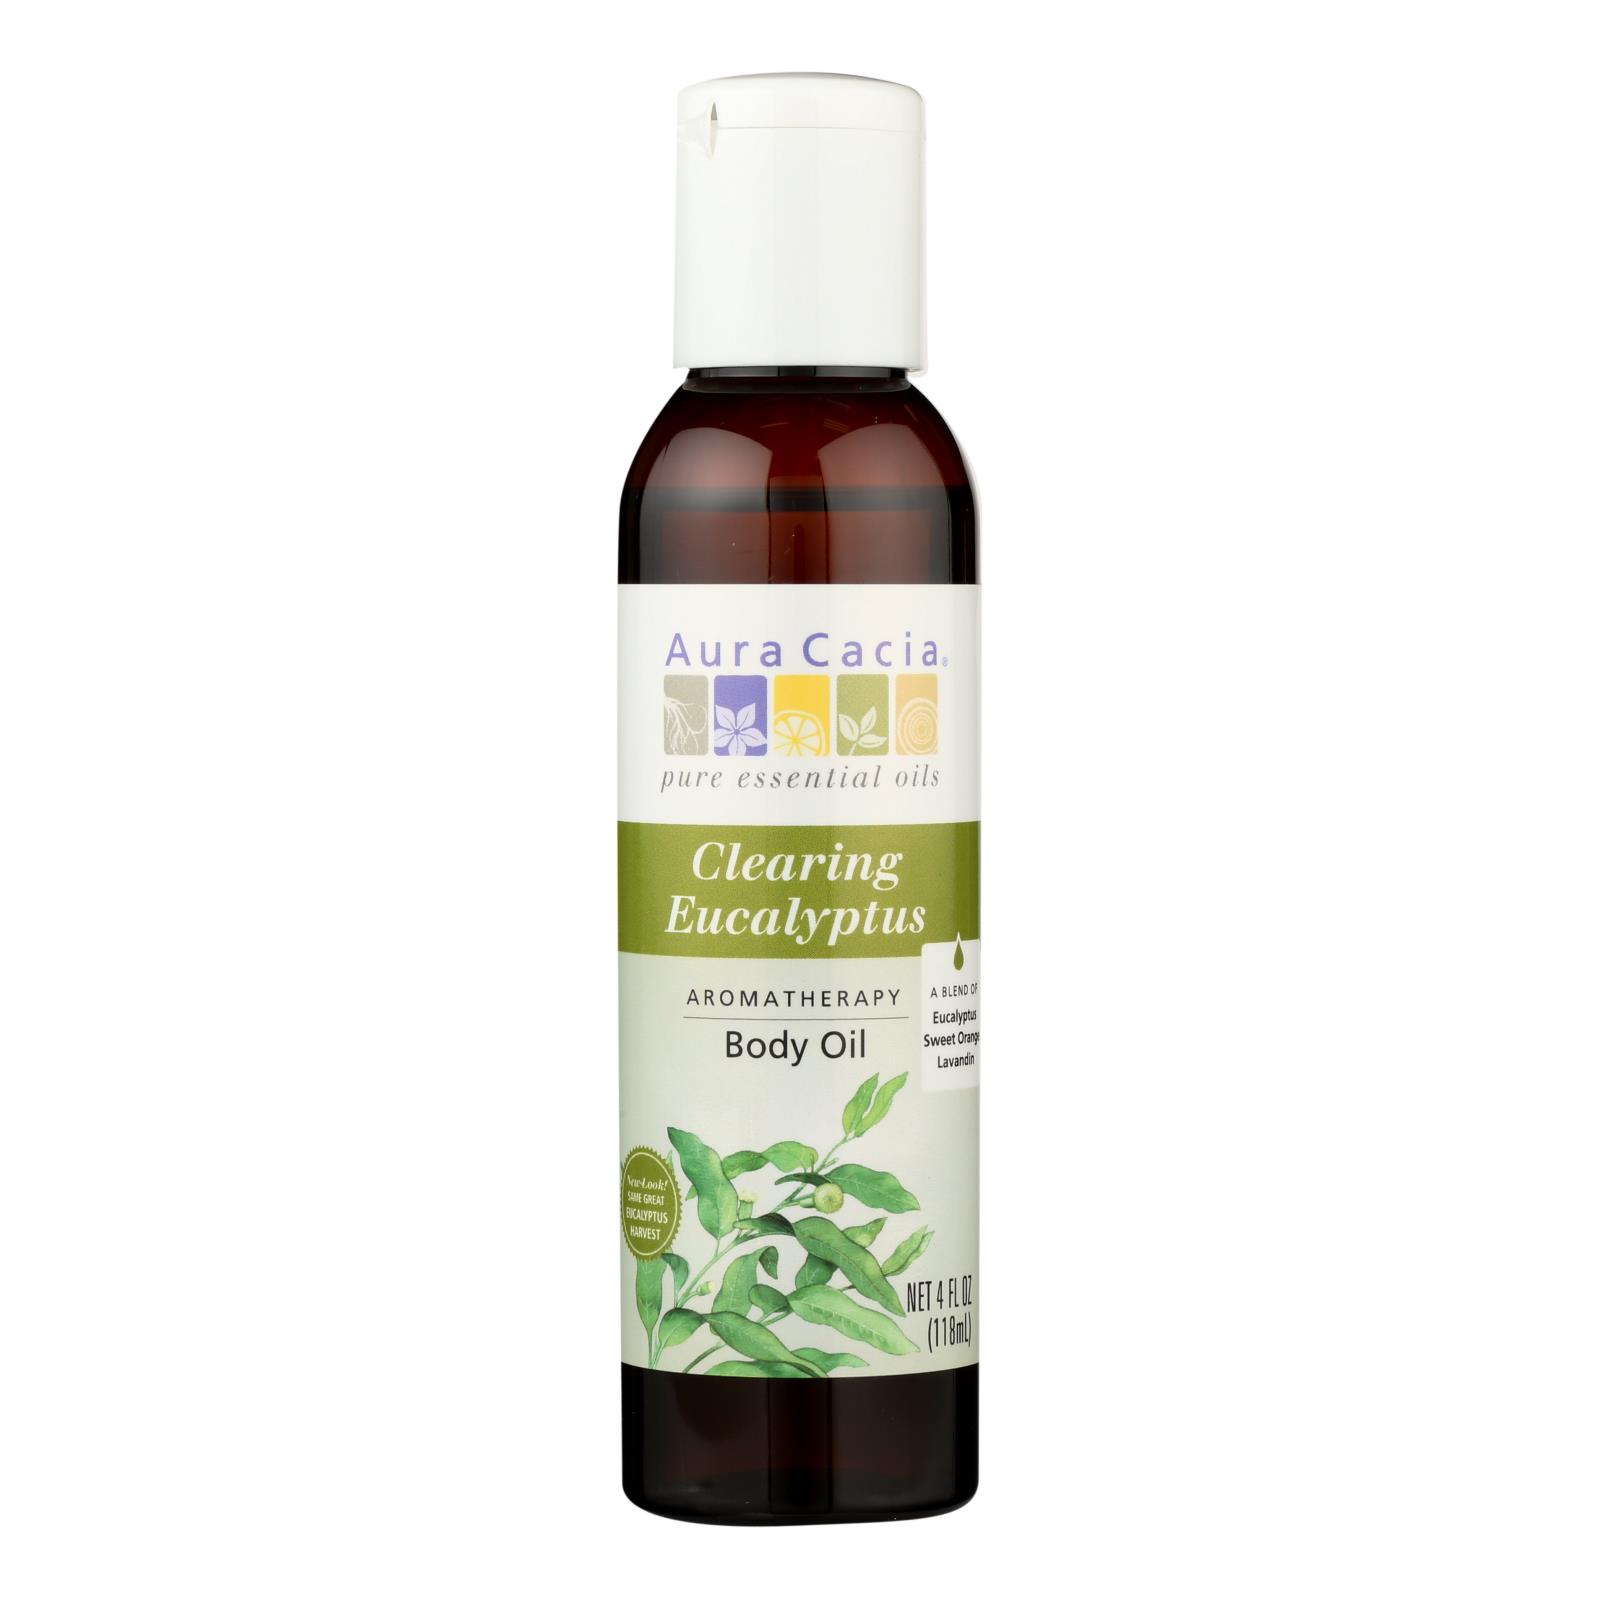 Aura Cacia®
pure essential oils
Clearing
Eucalyptus
AROMATHERAPY
Body Oil
A BLEND OF
Eucalyptus
Sweet Orange
Lavandin
New Look!
SAME GREAT
EUCALYPTUS
HARVEST
NET 4 FL OZ
(118mL)